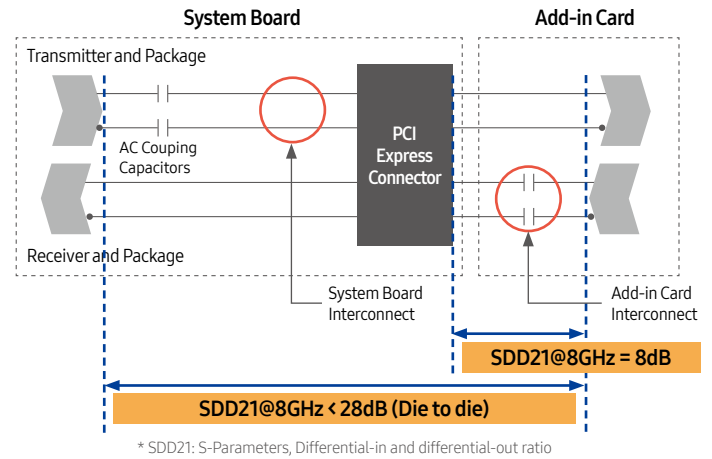 System Board
Add-in Card
Transmitter and Package
AC Couping
Capacitors
PCI
Express
Connector
Receiver and Package
System Board
Interconnect
Add-in Card
Interconnect
SDD21@8GHz = 8dB
SDD21@8GHz < 28dB (Die to die)
* SDD21: S-Parameters, Differential-in and differential-out ratio